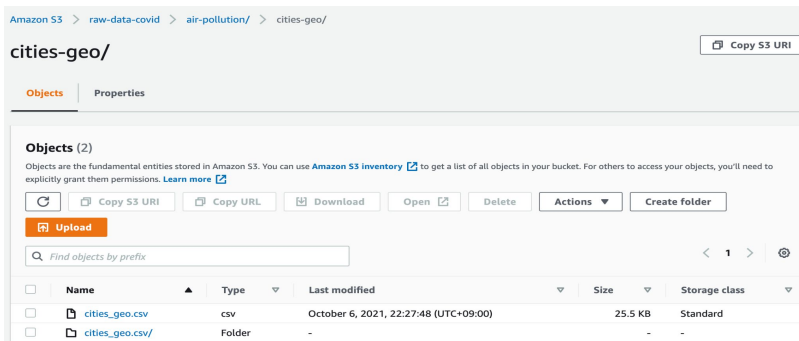 Amazon S3 > raw-data-covid > air-pollution/ > cities-geo/
cities-geo/
Copy S3 URI
Objects Properties
Objects (2)
Objects are the fundamental entities stored in Amazon S3. You can use Amazon S3 inventory to get a list of all objects in your bucket. For others to access your objects, you'll need to
explicitly grant them permissions. Learn more
Copy S3 URI Copy URL Download Open Delete Actions Create folder
Upload
Find objects by prefix 1
Name Type Last modified Size Storage class
cities_geo.csv csv October 6, 2021, 22:27:48 (UTC+09:00) 25.5 KB Standard
cities_geo.csv/ Folder - - -